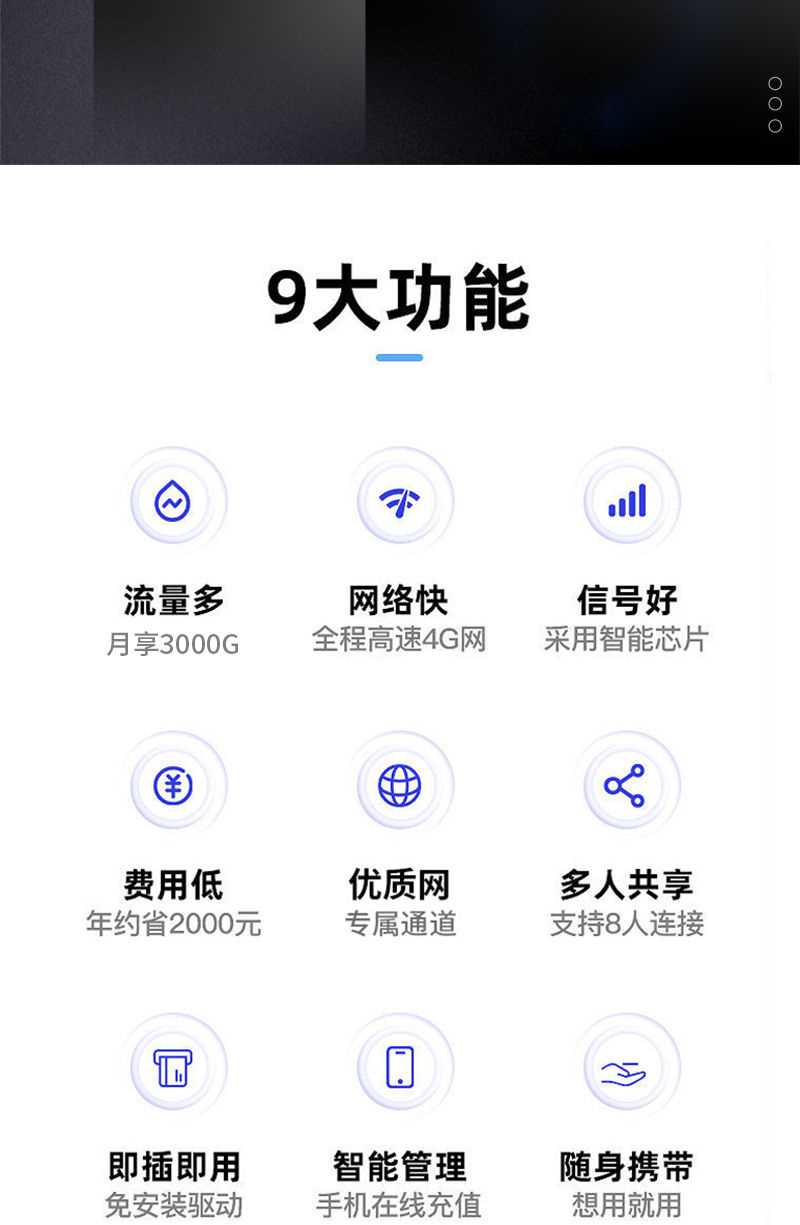 9大功能
流量多
网络快
信号好
月享3000G
全程高速4G网
采用智能芯片
费用低
优质网
多人共享
年约省2000元
专属通道
支持8人连接
即插即用
智能管理
随身携带
免安装驱动
手机在线充值
想用就用